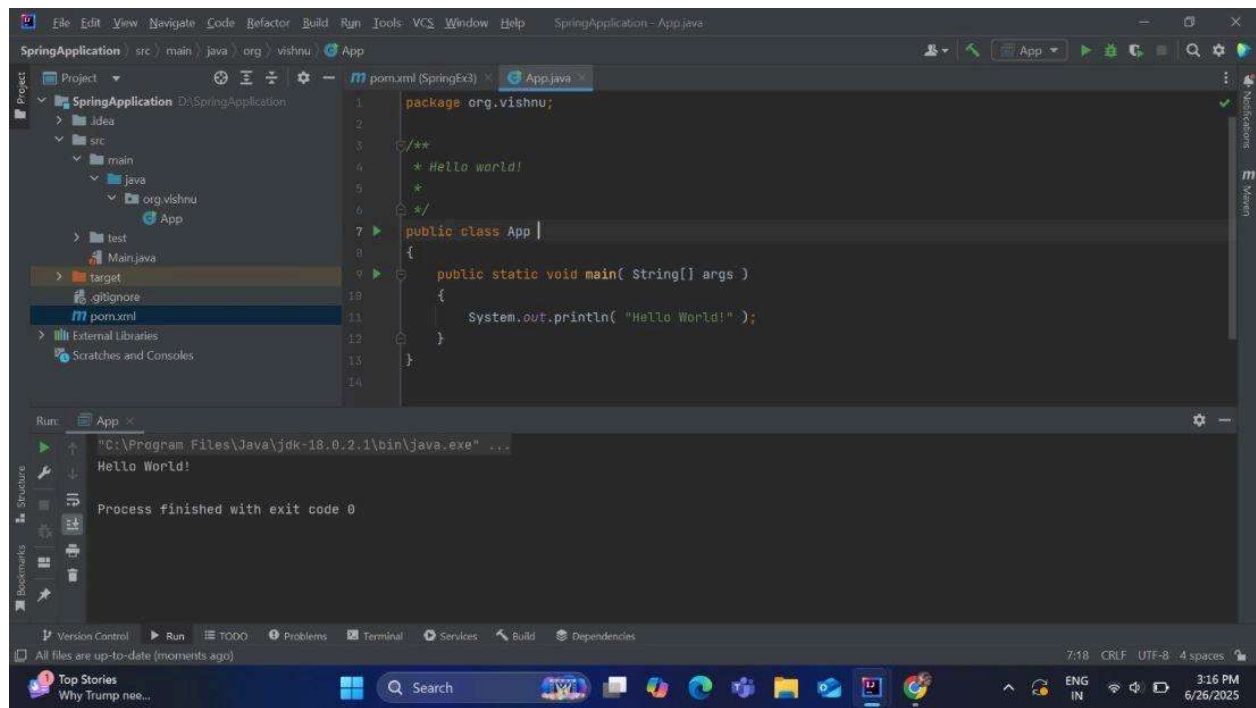 File Edit View Navigate Code Refactor Build Run Tools VCS Window Help SpringApplication - App.java
SpringApplication src main java org vishnu App
App
Project
pom.xml (SpringEx3) App.java
SpringApplication D:\SpringApplication
.idea
src
main
java
org.vishnu
App
test
Main.java
target
.gitignore
pom.xml
External Libraries
Scratches and Consoles
1 package org.vishnu;
2
3 /**
4 * Hello world!
5 *
6 */
7 public class App
8 {
9 public static void main( String[] args )
10 {
11 System.out.println( "Hello World!" );
12 }
13 }
14
Project
Structure
Bookmarks
Notifications
Maven
Run: App
"C:\Program Files\Java\jdk-18.0.2.1\bin\java.exe" ...
Hello World!
Process finished with exit code 0
Version Control Run TODO Problems Terminal Services Build Dependencies
All files are up-to-date (moments ago) 7:18 CRLF UTF-8 4 spaces
1
Top Stories
Why Trump nee...
Search
ENG
IN
3:16 PM
6/26/2025